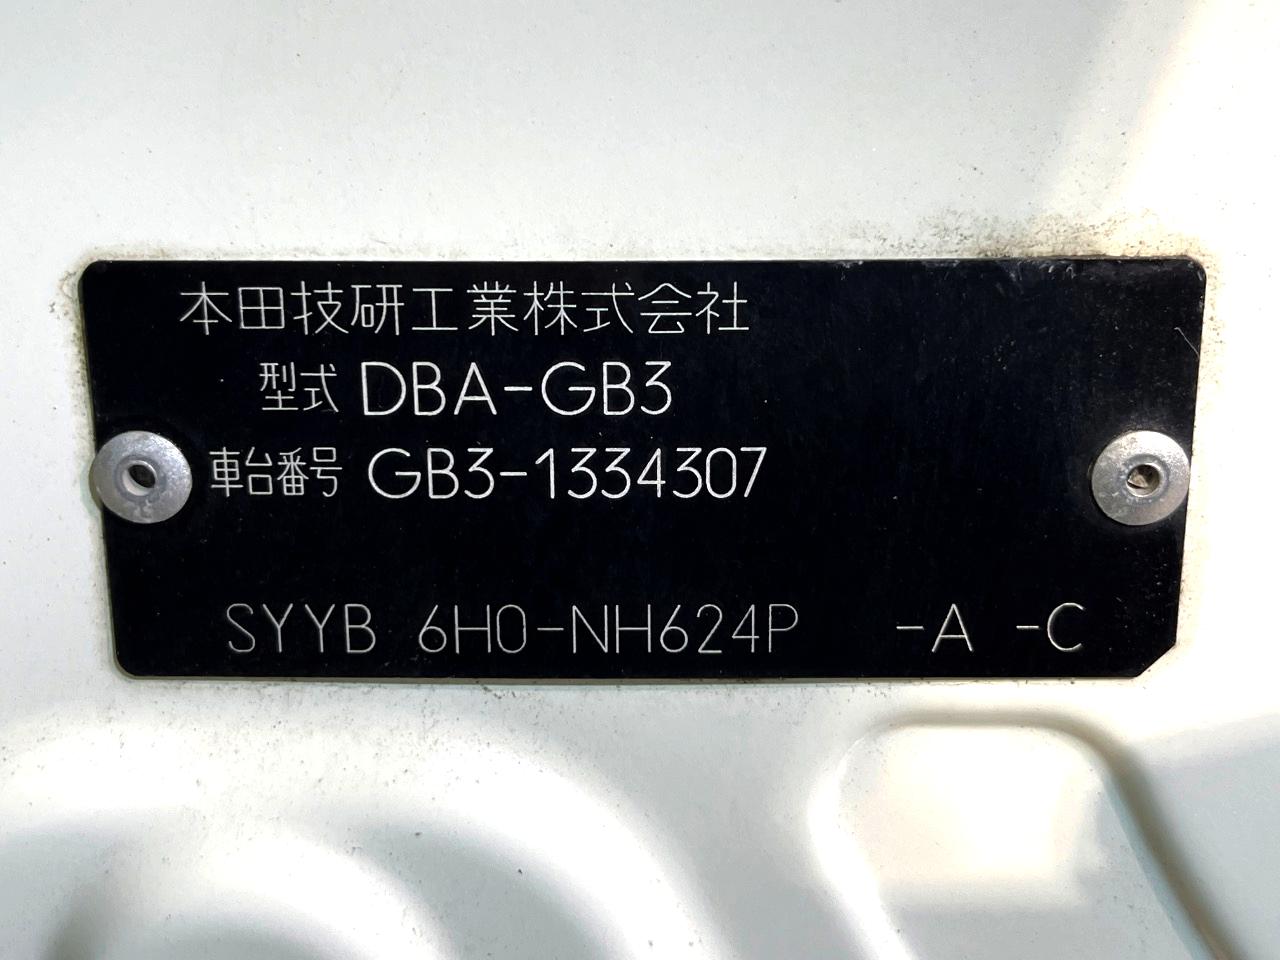 本田技研工業株式会社
型式 DBA-GB3
車台番号 GB3-1334307
SYYB 6H0-NH624P -A -C